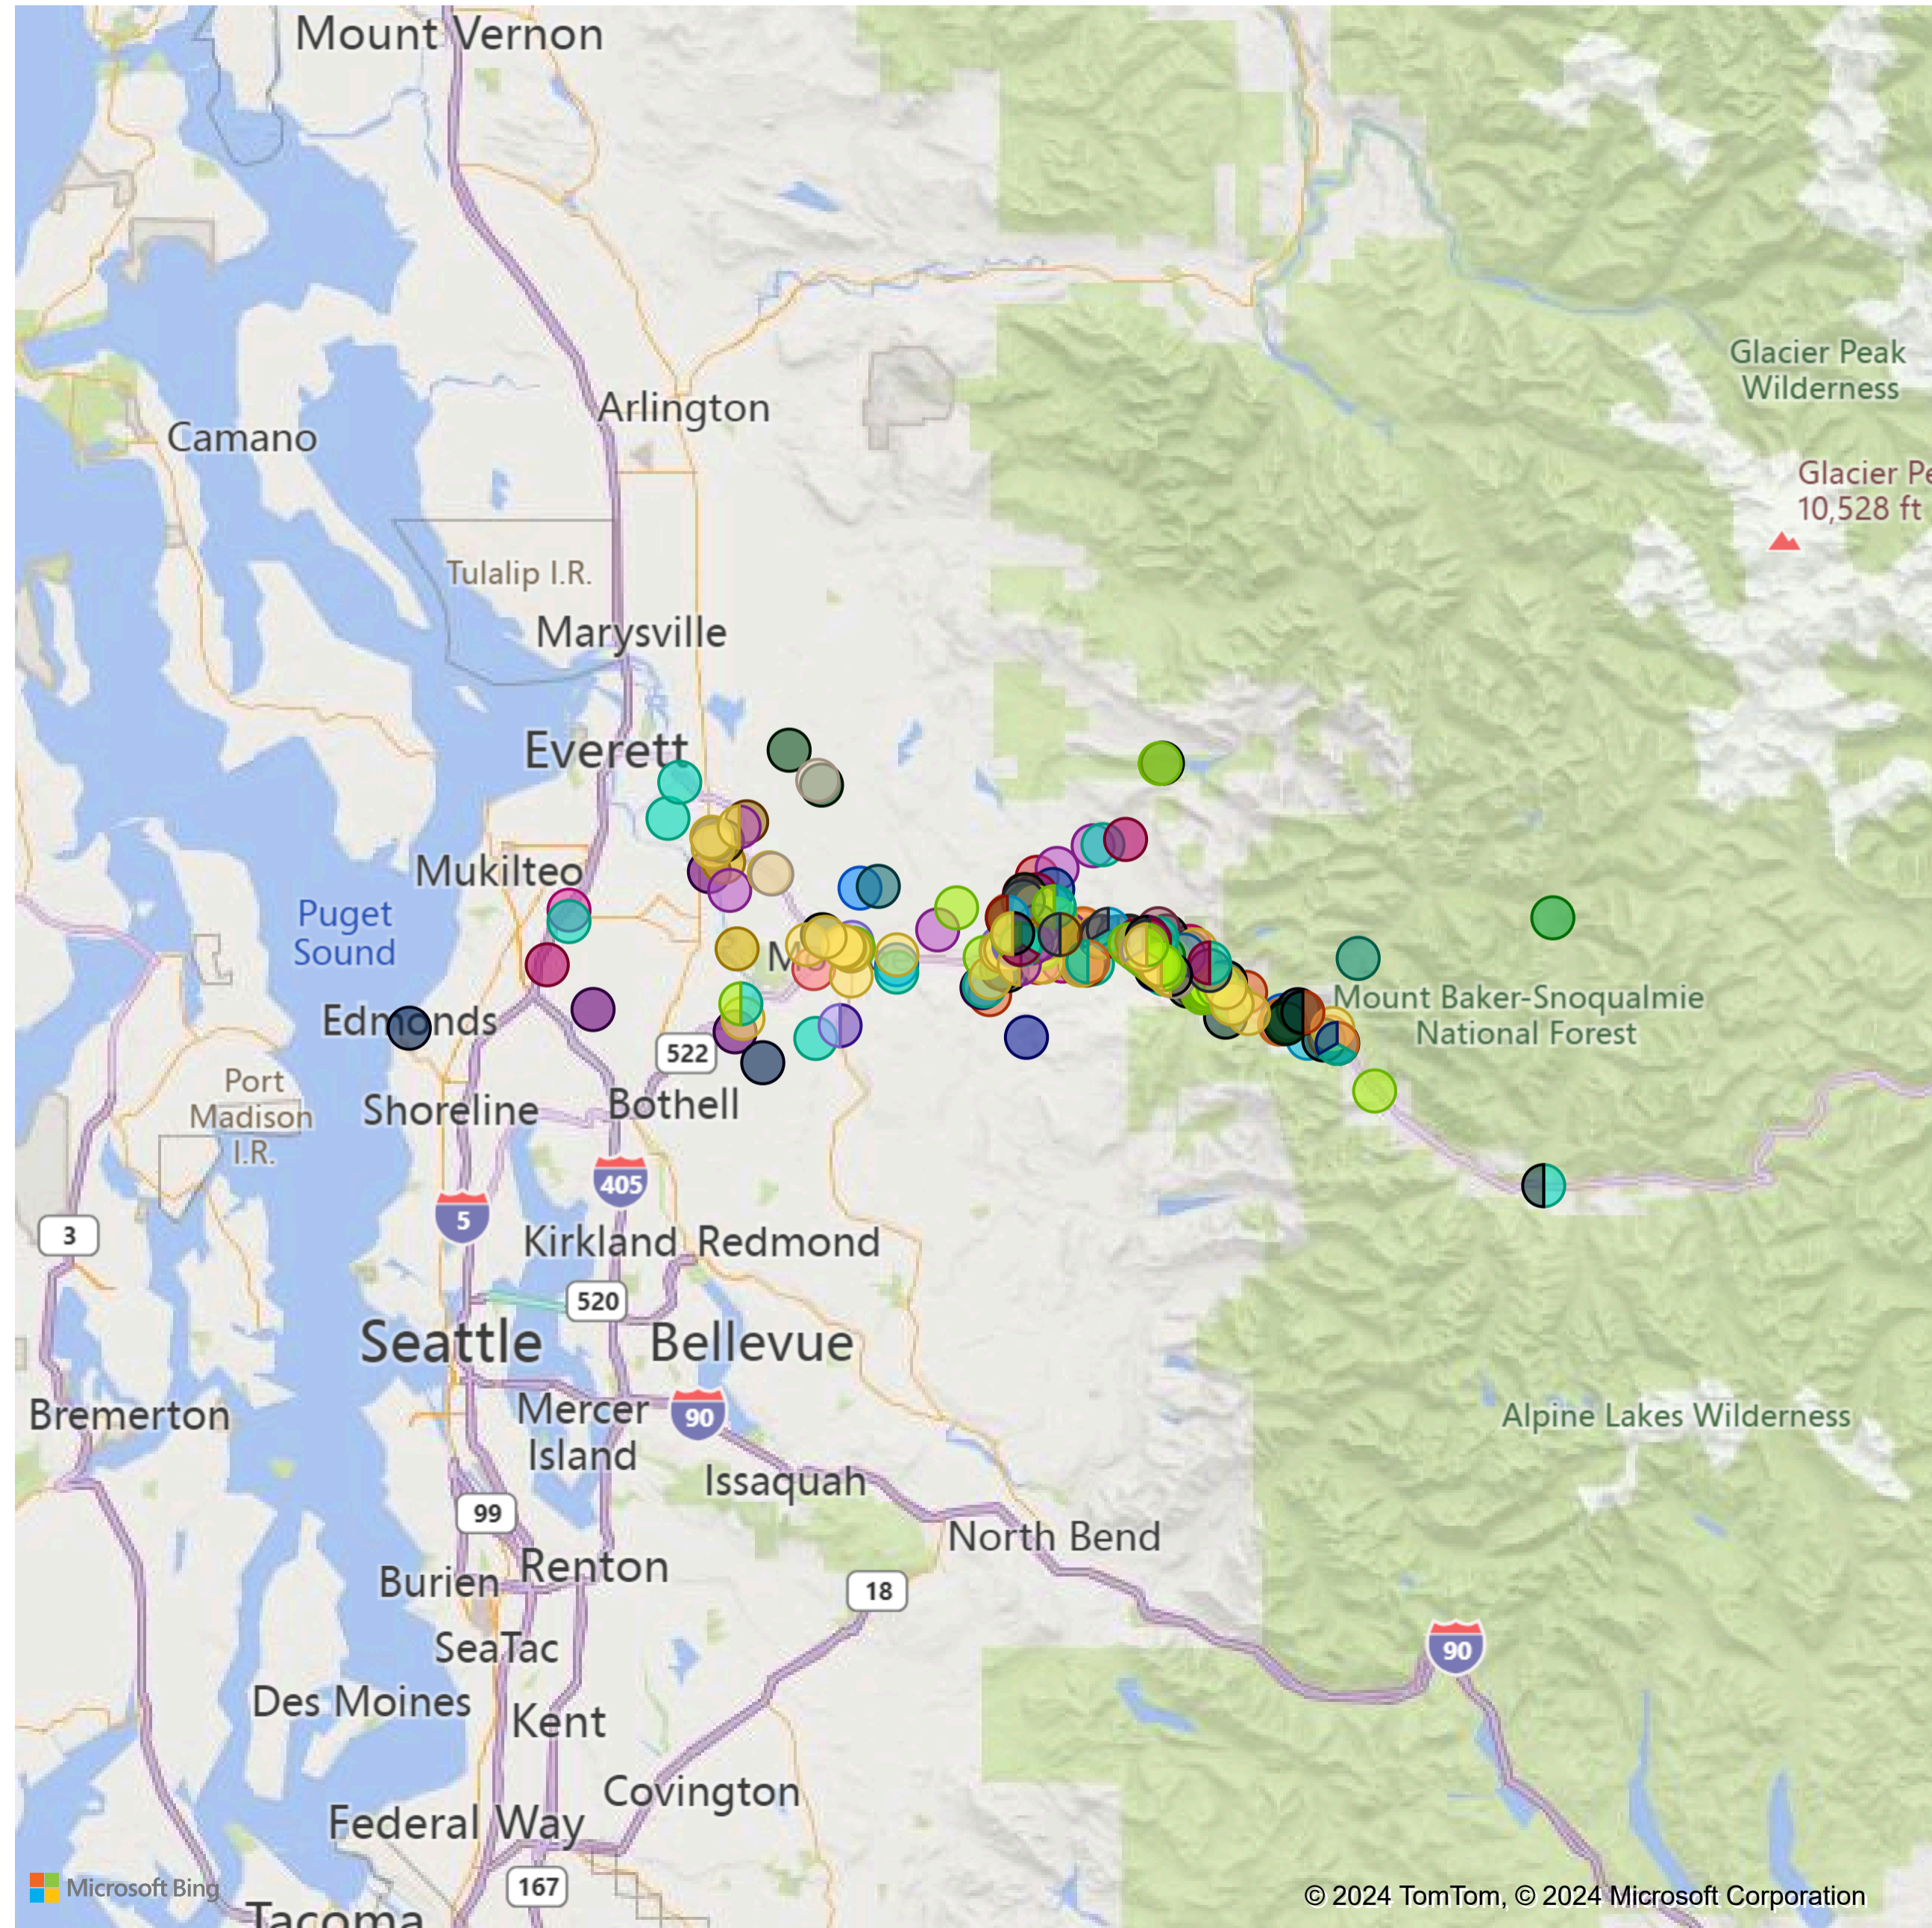 Mount Vernon
Glacier Peak
Wilderness
Arlington
Camano
Glacier Pe
10,528 ft
Tulalip I.R.
Marysville
Everett
Mukilteo
Puget
Sound
Mount Baker-Snoqualmie
National Forest
Edmonds
522
Port
Madison
I.R.
Shoreline
Bothell
405
5
3
Kirkland
Redmond
520
Seattle
Bellevue
Bremerton
Mercer
Island
90
Alpine Lakes Wilderness
Issaquah
99
North Bend
Renton
Burien
18
SeaTac
90
Des Moines
Kent
Covington
Federal Way
Microsoft Bing
167
© 2024 TomTom, © 2024 Microsoft Corporation
Tacoma